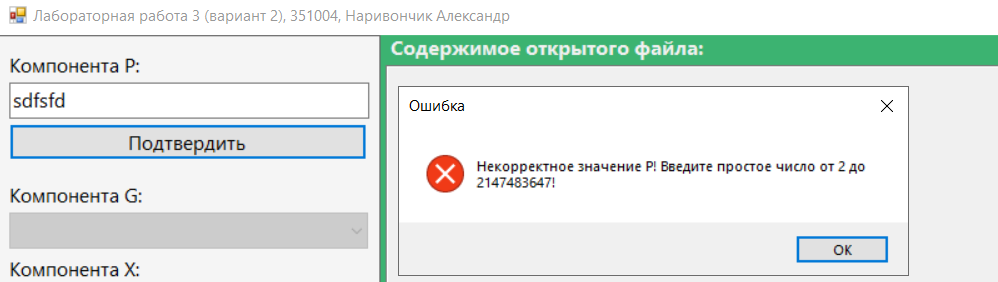 Лабораторная работа 3 (вариант 2), 351004, Наривончик Александр
Компонента P:
sdfsfd
Подтвердить
Компонента G:
Компонента X:
Содержимое открытого файла:
Ошибка
Некорректное значение P! Введите простое число от 2 до
2147483647!
OK